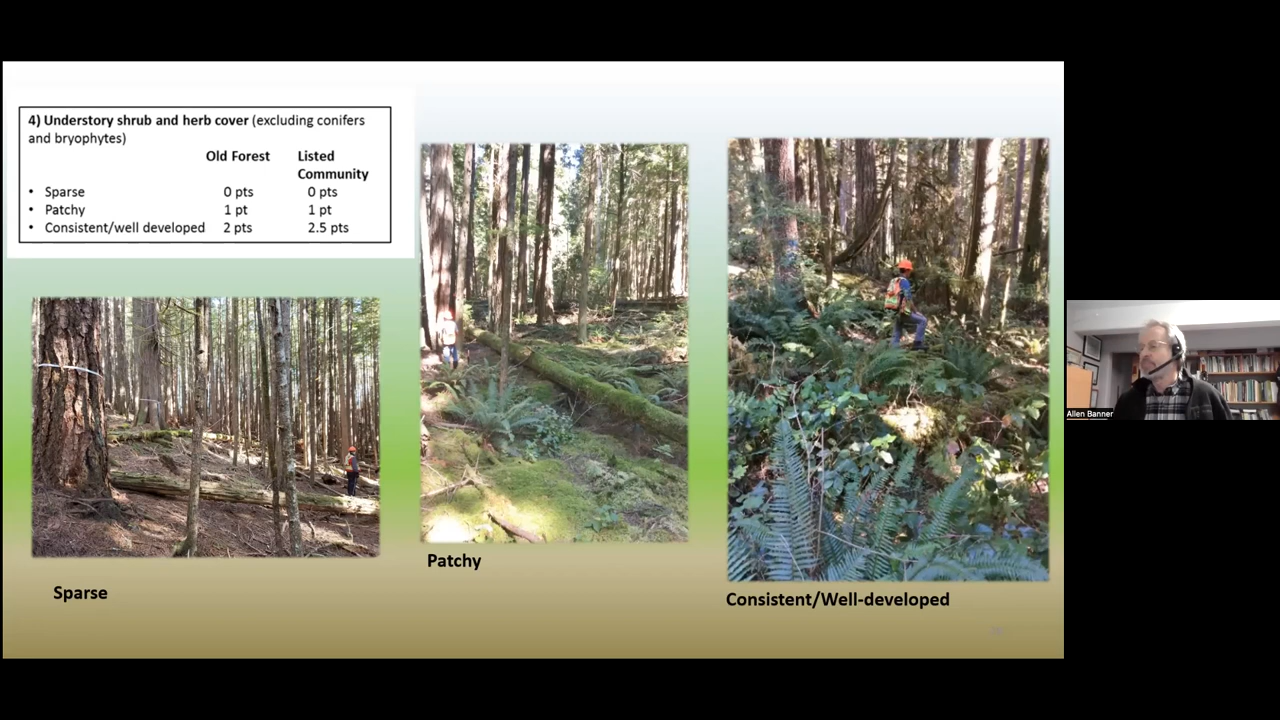 4) Understory shrub and herb cover (excluding conifers
and bryophytes)
Old Forest Listed
Community
• Sparse 0 pts 0 pts
• Patchy 1 pt 1 pt
• Consistent/well developed 2 pts 2.5 pts
Patchy
Sparse
Consistent/Well-developed
Allen Banner